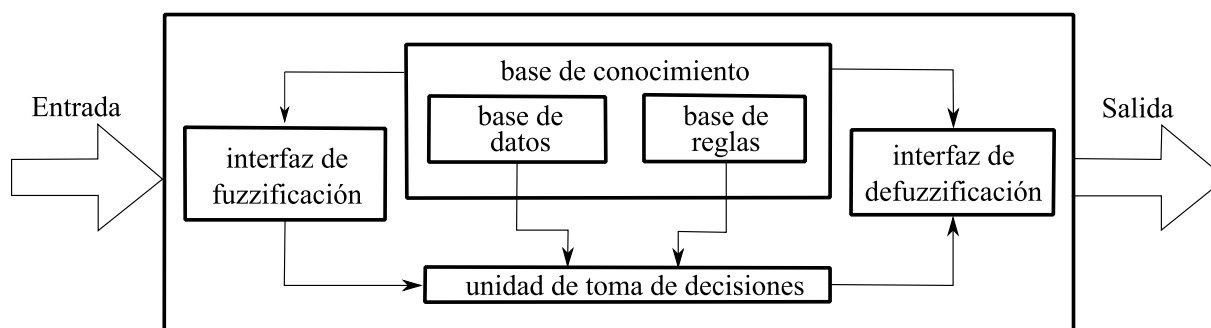 Entrada
base de conocimiento
base de
datos
base de
reglas
interfaz de
fuzzificación
interfaz de
defuzzificación
Salida
unidad de toma de decisiones